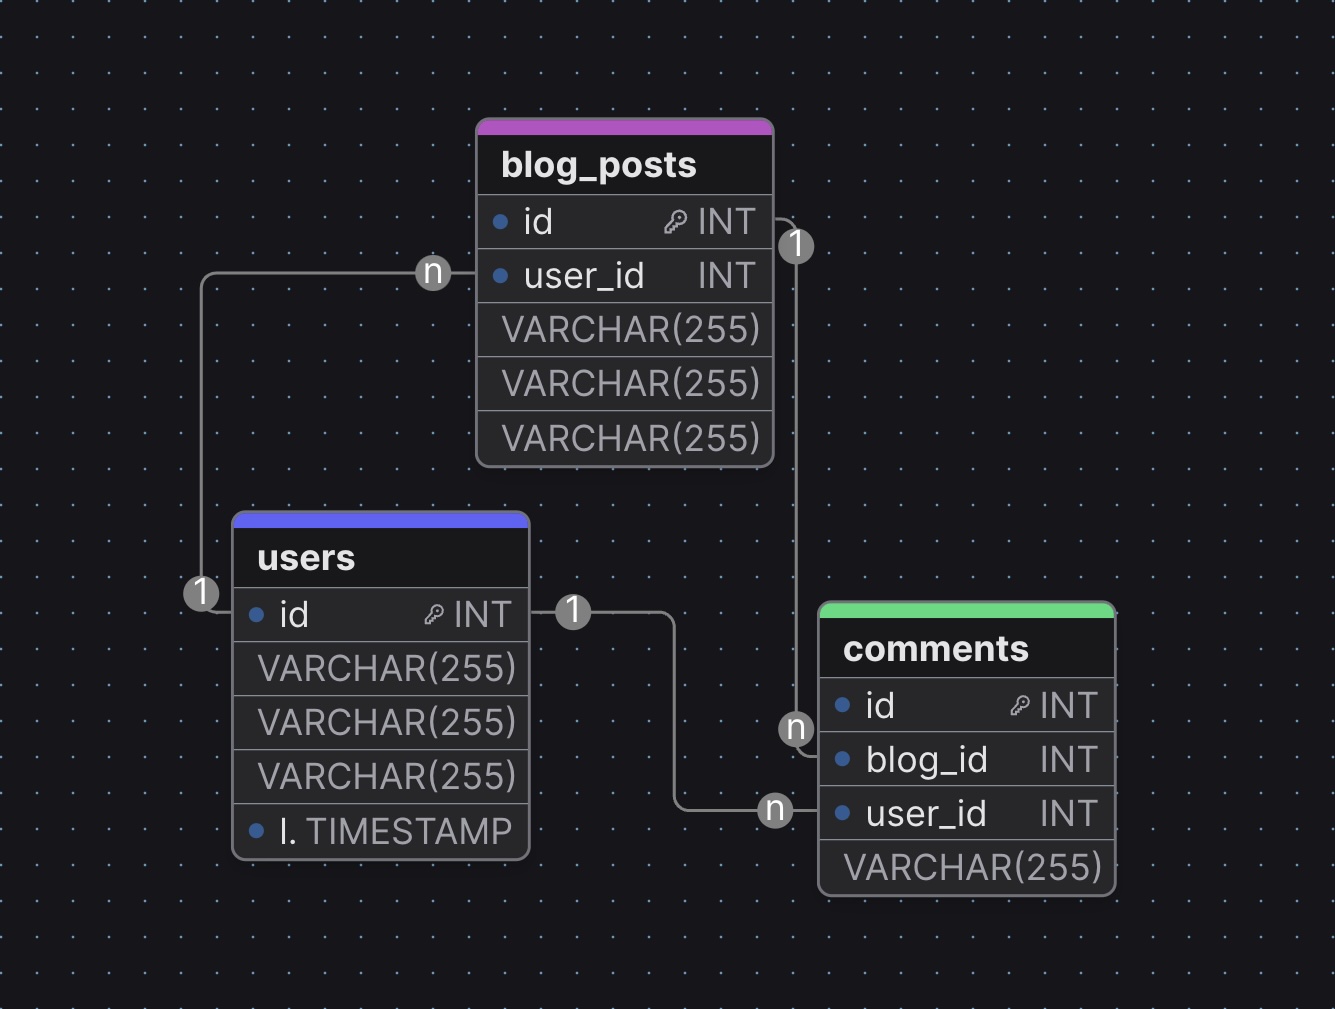 blog_posts
id INT
user_id INT
VARCHAR(255)
VARCHAR(255)
VARCHAR(255)
n
1
users
id INT
VARCHAR(255)
VARCHAR(255)
VARCHAR(255)
l. TIMESTAMP
1
1
comments
id INT
blog_id INT
user_id INT
VARCHAR(255)
n
n